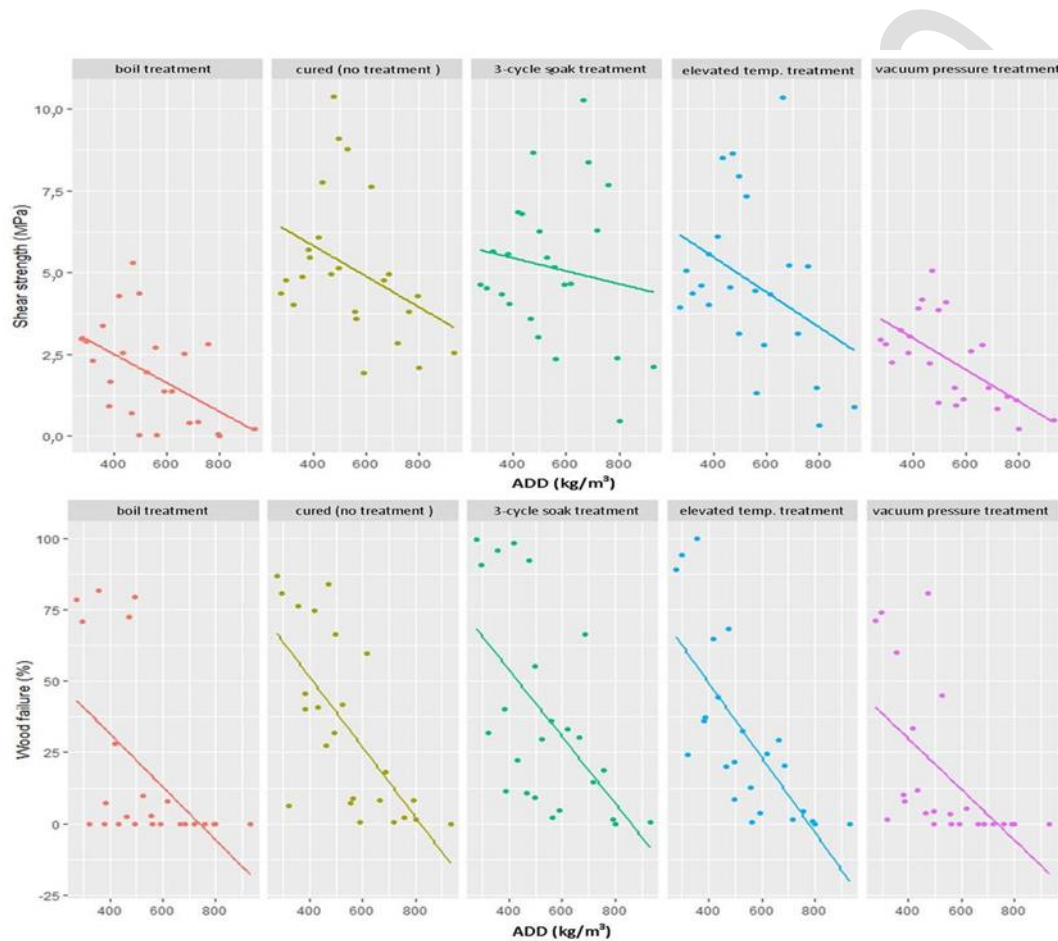 boil treatment cured (no treatment ) 3-cycle soak treatment elevated temp. treatment vacuum pressure treatment
10,0
7,5
5,0
2,5
0,0
Shear strength (MPa)
400 600 800 400 600 800 400 600 800 400 600 800 400 600 800
ADD (kg/m³)
boil treatment cured (no treatment ) 3-cycle soak treatment elevated temp. treatment vacuum pressure treatment
100
75
50
25
0
-25
Wood failure (%)
400 600 800 400 600 800 400 600 800 400 600 800 400 600 800
ADD (kg/m³)